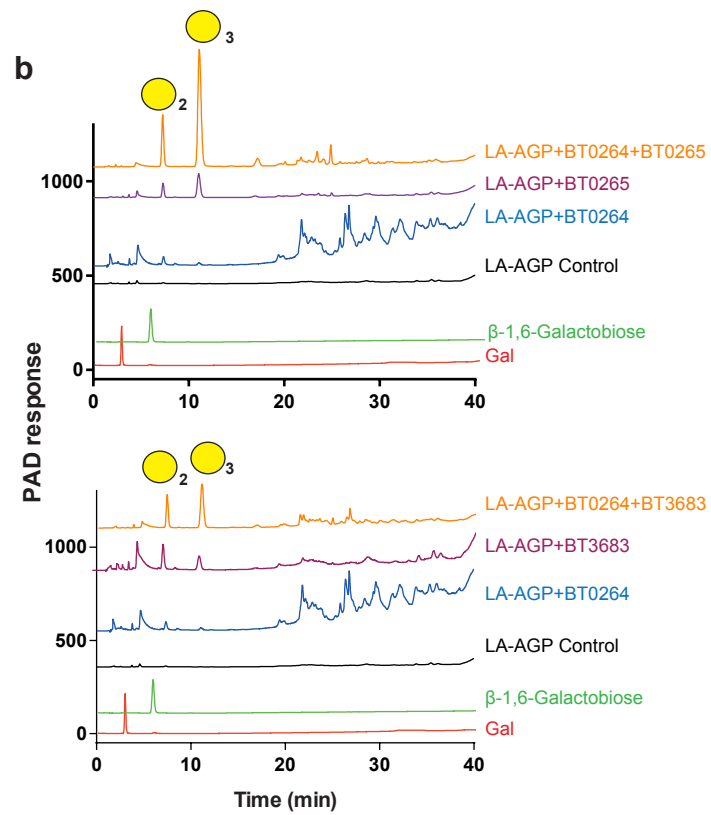 b
3
2
LA-AGP+BT0264+BT0265
1000
LA-AGP+BT0265
LA-AGP+BT0264
LA-AGP Control
500
β-1,6-Galactobiose
Gal
0
0 10 20 30 40
PAD response
2 3
LA-AGP+BT0264+BT3683
1000
LA-AGP+BT3683
LA-AGP+BT0264
LA-AGP Control
500
β-1,6-Galactobiose
Gal
0
0 10 20 30 40
Time (min)